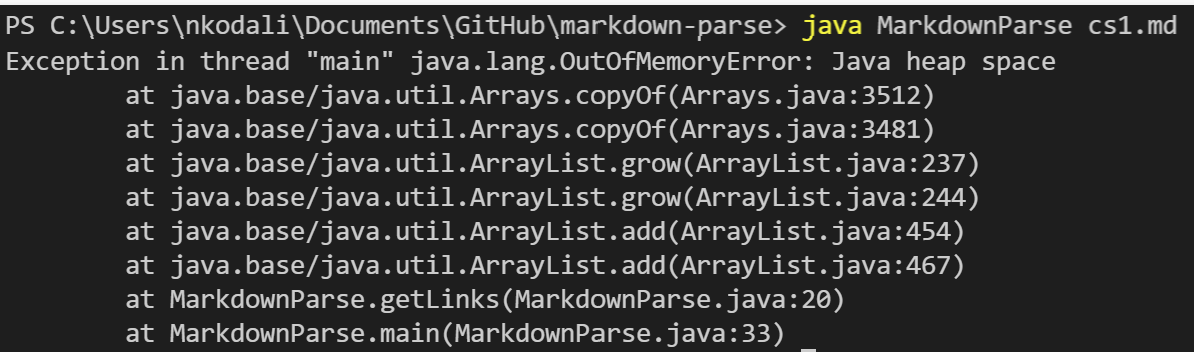 PS C:\Users\nkodali\Documents\GitHub\markdown-parse> java MarkdownParse cs1.md
Exception in thread "main" java.lang.OutOfMemoryError: Java heap space
        at java.base/java.util.Arrays.copyOf(Arrays.java:3512)
        at java.base/java.util.Arrays.copyOf(Arrays.java:3481)
        at java.base/java.util.ArrayList.grow(ArrayList.java:237)
        at java.base/java.util.ArrayList.grow(ArrayList.java:244)
        at java.base/java.util.ArrayList.add(ArrayList.java:454)
        at java.base/java.util.ArrayList.add(ArrayList.java:467)
        at MarkdownParse.getLinks(MarkdownParse.java:20)
        at MarkdownParse.main(MarkdownParse.java:33)